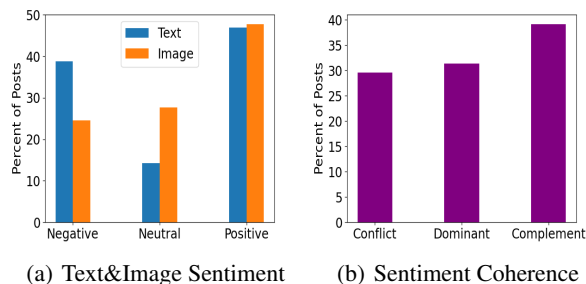 Percent of Posts
50
40
30
20
10
0
Text
Image
Negative Neutral Positive
(a) Text&Image Sentiment
Percent of Posts
40
35
30
25
20
15
10
5
0
Conflict Dominant Complement
(b) Sentiment Coherence